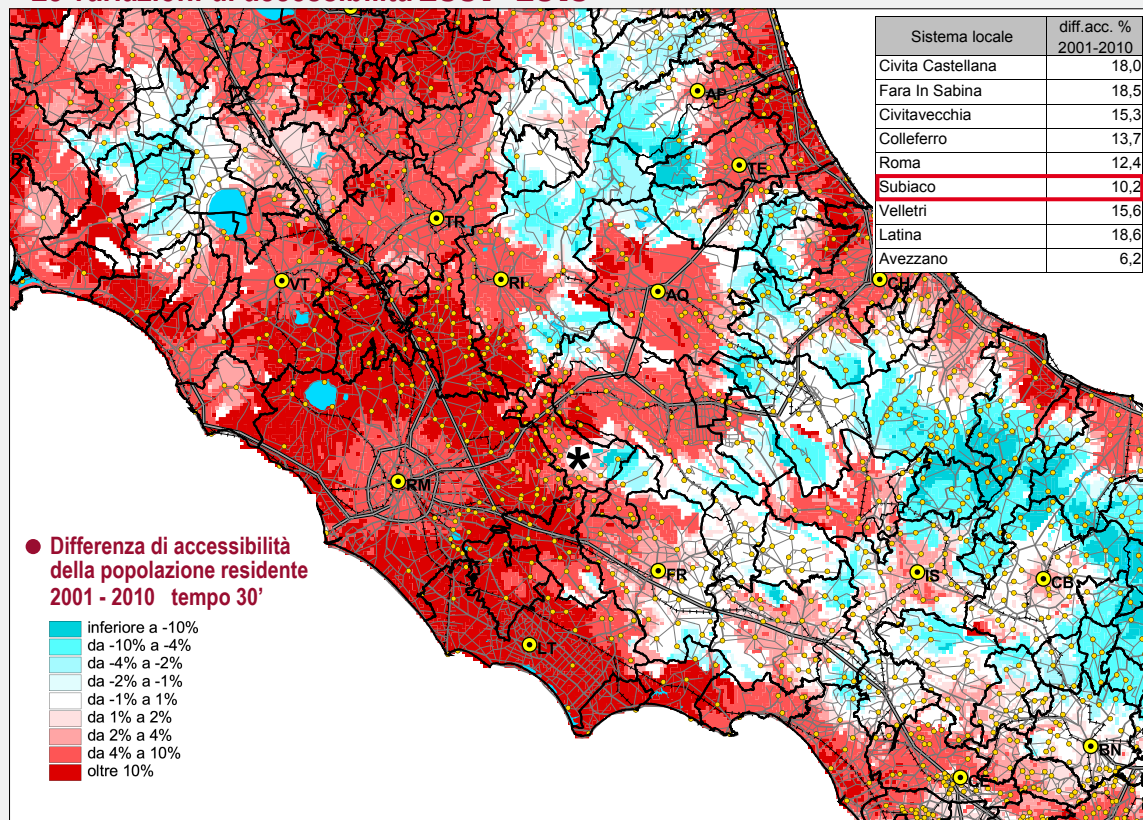 Sistema locale diff.acc. % 2001-2010
Civita Castellana 18,0
Fara In Sabina 18,5
Civitavecchia 15,3
Colleferro 13,7
Roma 12,4
Subiaco 10,2
Velletri 15,6
Latina 18,6
Avezzano 6,2
AP
TE
TR
VT
RI
AQ
CH
*
RM
● Differenza di accessibilità
della popolazione residente
2001 - 2010 tempo 30’
FR
IS
CB
LT
inferiore a -10%
da -10% a -4%
da -4% a -2%
da -2% a -1%
da -1% a 1%
da 1% a 2%
da 2% a 4%
da 4% a 10%
oltre 10%
BN
CE